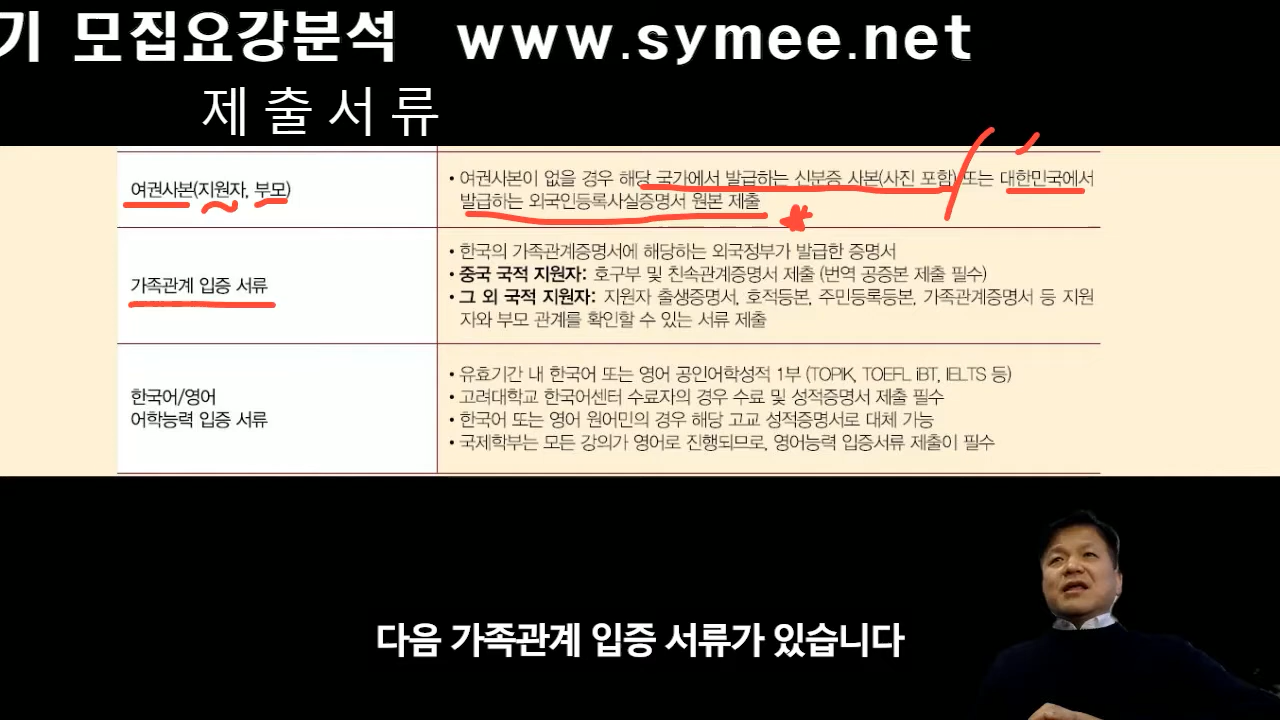 기 모집요강분석 www.symee.net
제출서류
여권사본(지원자, 부모)
• 여권사본이 없을 경우 해당 국가에서 발급하는 신분증 사본(사진 포함) 또는 대한민국에서
발급하는 외국인등록사실증명서 원본 제출
가족관계 입증 서류
• 한국의 가족관계증명서에 해당하는 외국정부가 발급한 증명서
• 중국 국적 지원자: 호구부 및 친속관계증명서 제출 (번역 공증본 제출 필수)
• 그 외 국적 지원자: 지원자 출생증명서, 호적등본, 주민등록등본, 가족관계증명서 등 지원
자와 부모 관계를 확인할 수 있는 서류 제출
한국어/영어
어학능력 입증 서류
• 유효기간 내 한국어 또는 영어 공인어학성적 1부 (TOPIK, TOEFL iBT, IELTS 등)
• 고려대학교 한국어센터 수료자의 경우 수료 및 성적증명서 제출 필수
• 한국어 또는 영어 원어민의 경우 해당 고교 성적증명서로 대체 가능
• 국제학부는 모든 강의가 영어로 진행되므로, 영어능력 입증서류 제출이 필수
다음 가족관계 입증 서류가 있습니다